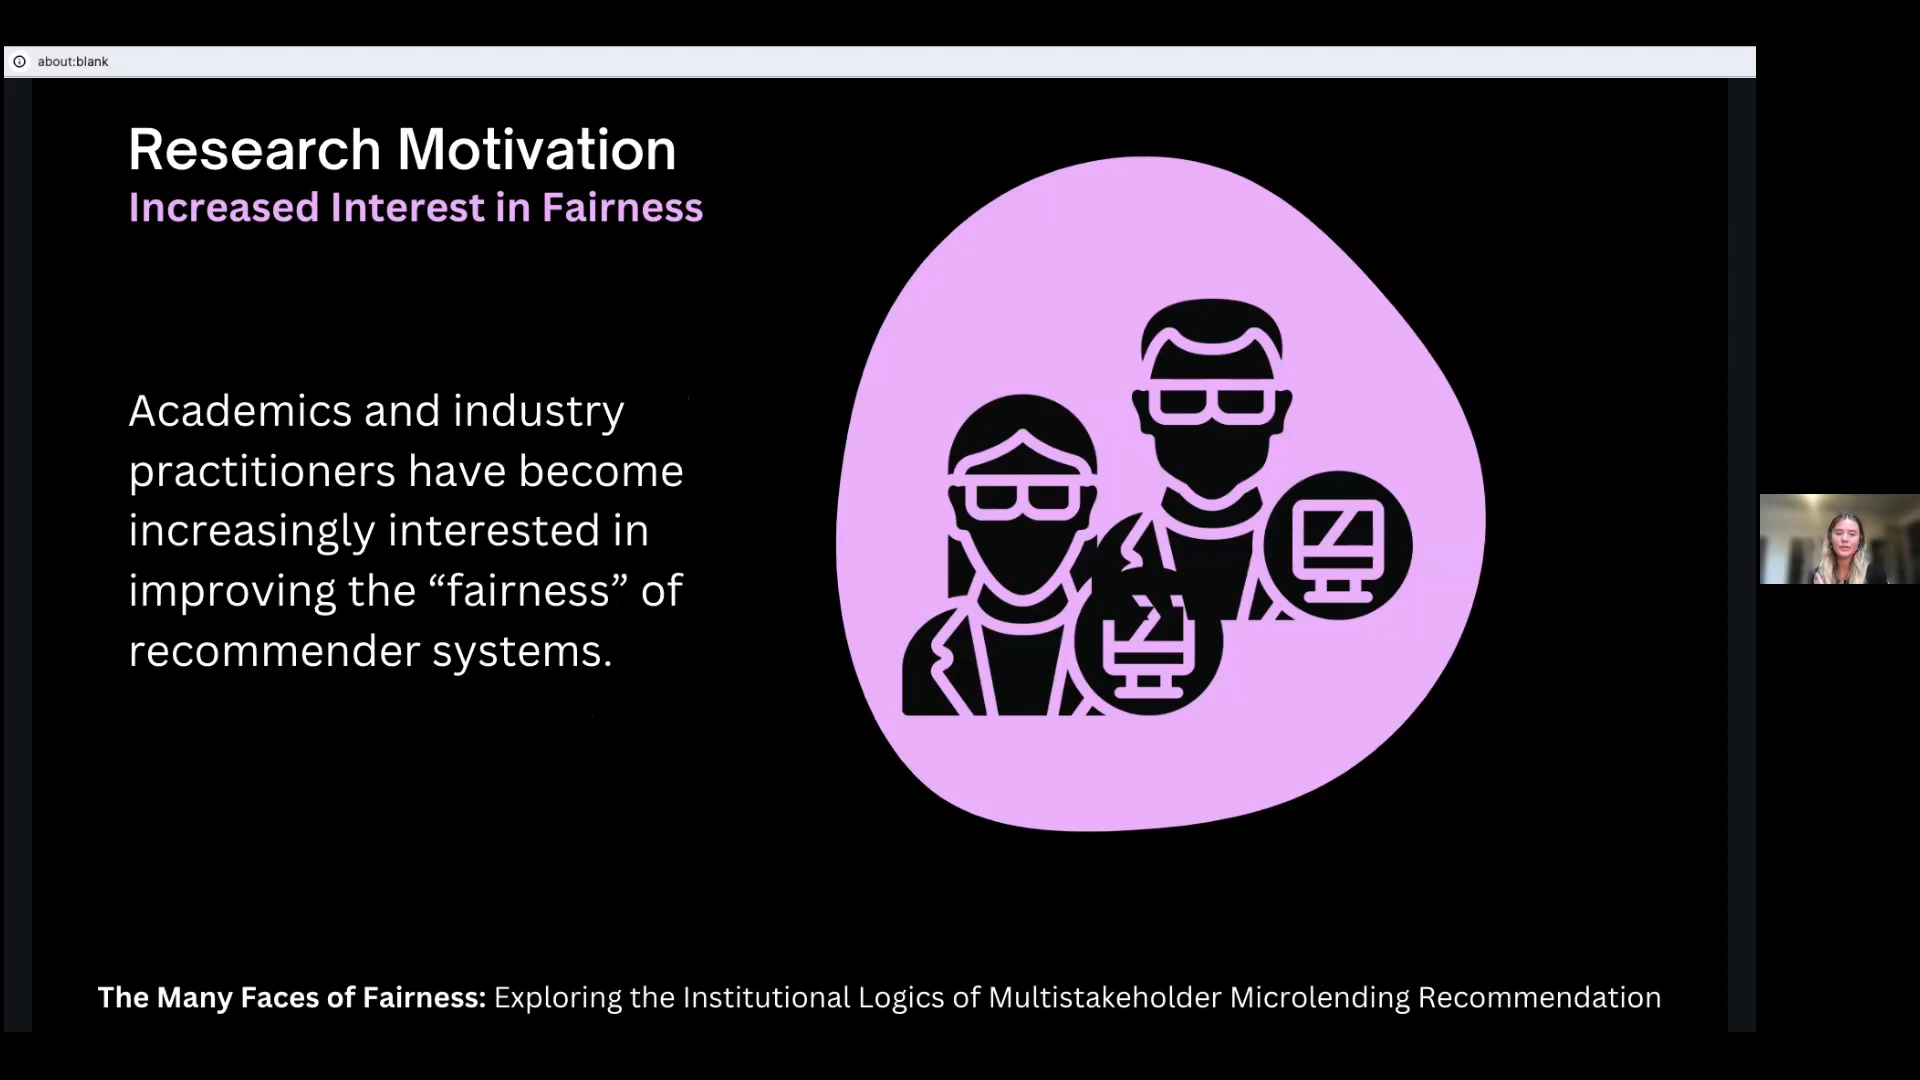 about:blank
Research Motivation
Increased Interest in Fairness
Academics and industry
practitioners have become
increasingly interested in
improving the “fairness” of
recommender systems.
The Many Faces of Fairness: Exploring the Institutional Logics of Multistakeholder Microlending Recommendation